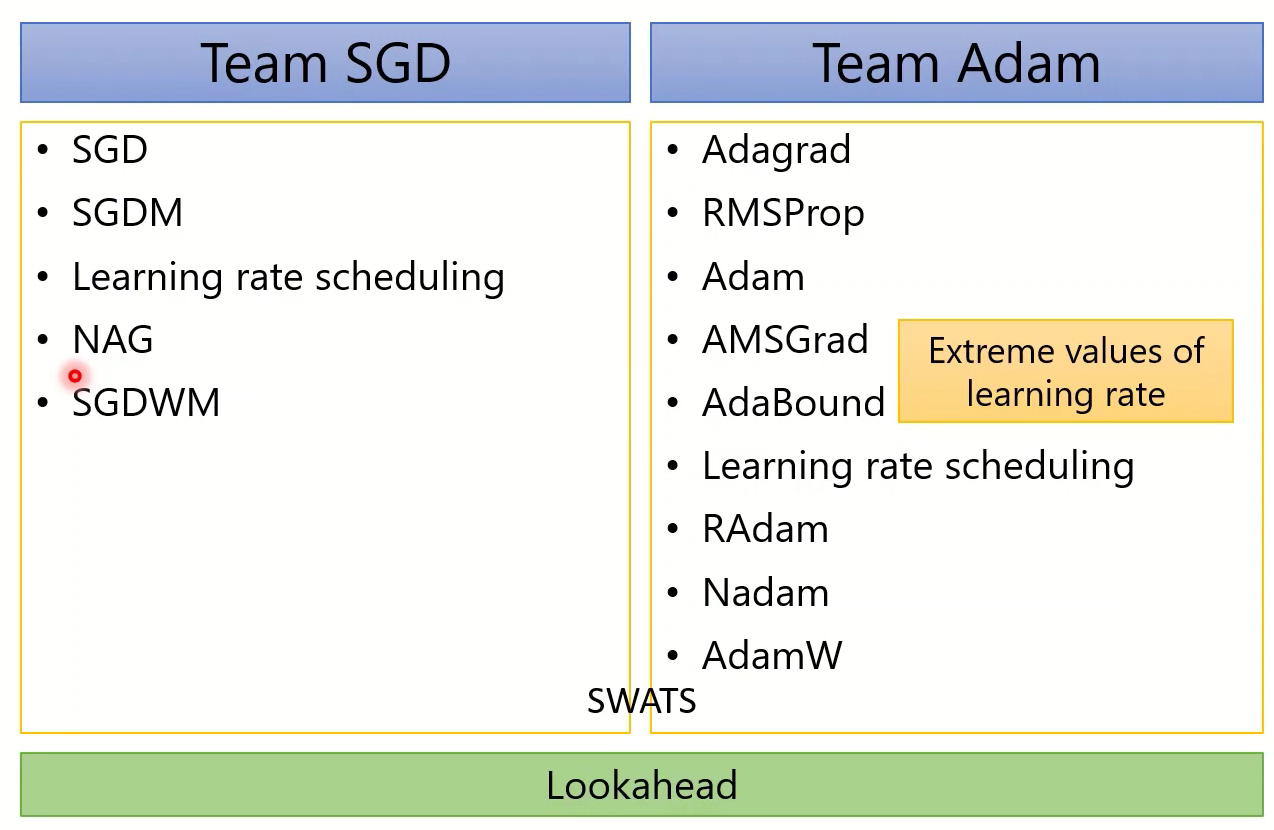 Team SGD
• SGD
• SGDM
• Learning rate scheduling
• NAG
• SGDWM
Team Adam
• Adagrad
• RMSProp
• Adam
• AMSGrad
• AdaBound
Extreme values of
learning rate
• Learning rate scheduling
• RAdam
• Nadam
• AdamW
SWATS
Lookahead